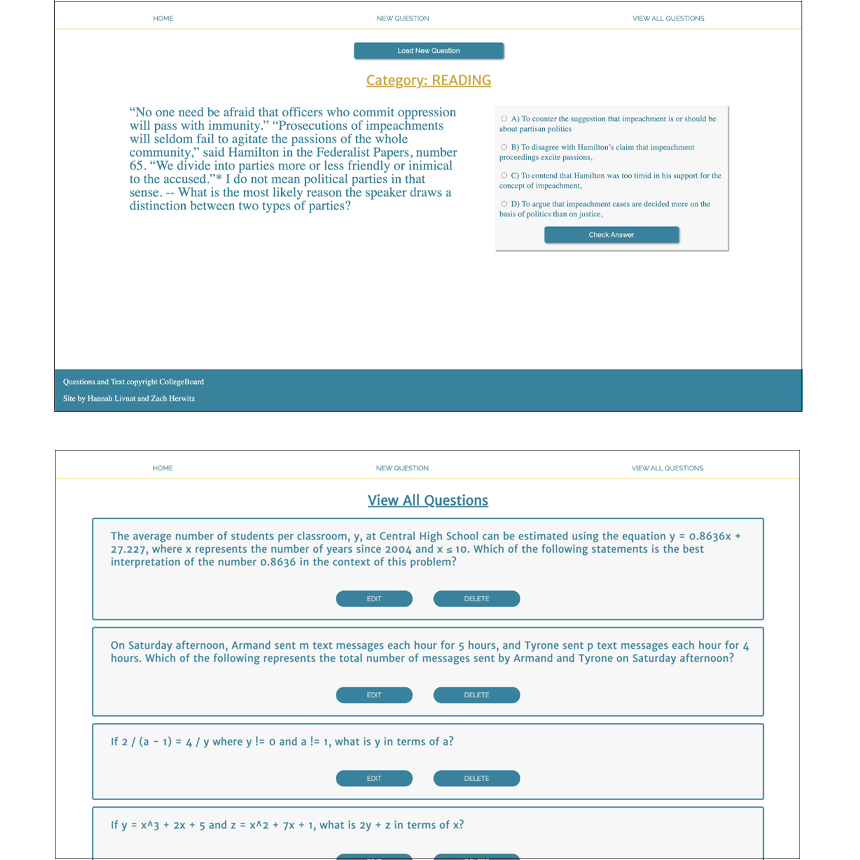 HOME NEW QUESTION VIEW ALL QUESTIONS
Load New Question
Category: READING
“No one need be afraid that officers who commit oppression
will pass with immunity.” “Prosecutions of impeachments
will seldom fail to agitate the passions of the whole
community,” said Hamilton in the Federalist Papers, number
65. “We divide into parties more or less friendly or inimical
to the accused.”* I do not mean political parties in that
sense. -- What is the most likely reason the speaker draws a
distinction between two types of parties?
A) To counter the suggestion that impeachment is or should be
about partisan politics
B) To disagree with Hamilton's claim that impeachment
proceedings excite passions,
C) To contend that Hamilton was too timid in his support for the
concept of impeachment,
D) To argue that impeachment cases are decided more on the
basis of politics than on justice,
Check Answer
Questions and Text copyright CollegeBoard
Site by Hannah Livnat and Zach Herwitz
HOME NEW QUESTION VIEW ALL QUESTIONS
View All Questions
The average number of students per classroom, y, at Central High School can be estimated using the equation y = 0.8636x +
27.227, where x represents the number of years since 2004 and x ≤ 10. Which of the following statements is the best
interpretation of the number 0.8636 in the context of this problem?
EDIT DELETE
On Saturday afternoon, Armand sent m text messages each hour for 5 hours, and Tyrone sent p text messages each hour for 4
hours. Which of the following represents the total number of messages sent by Armand and Tyrone on Saturday afternoon?
EDIT DELETE
If 2 / (a - 1) = 4 / y where y != 0 and a != 1, what is y in terms of a?
EDIT DELETE
If y = x^3 + 2x + 5 and z = x^2 + 7x + 1, what is 2y + z in terms of x?